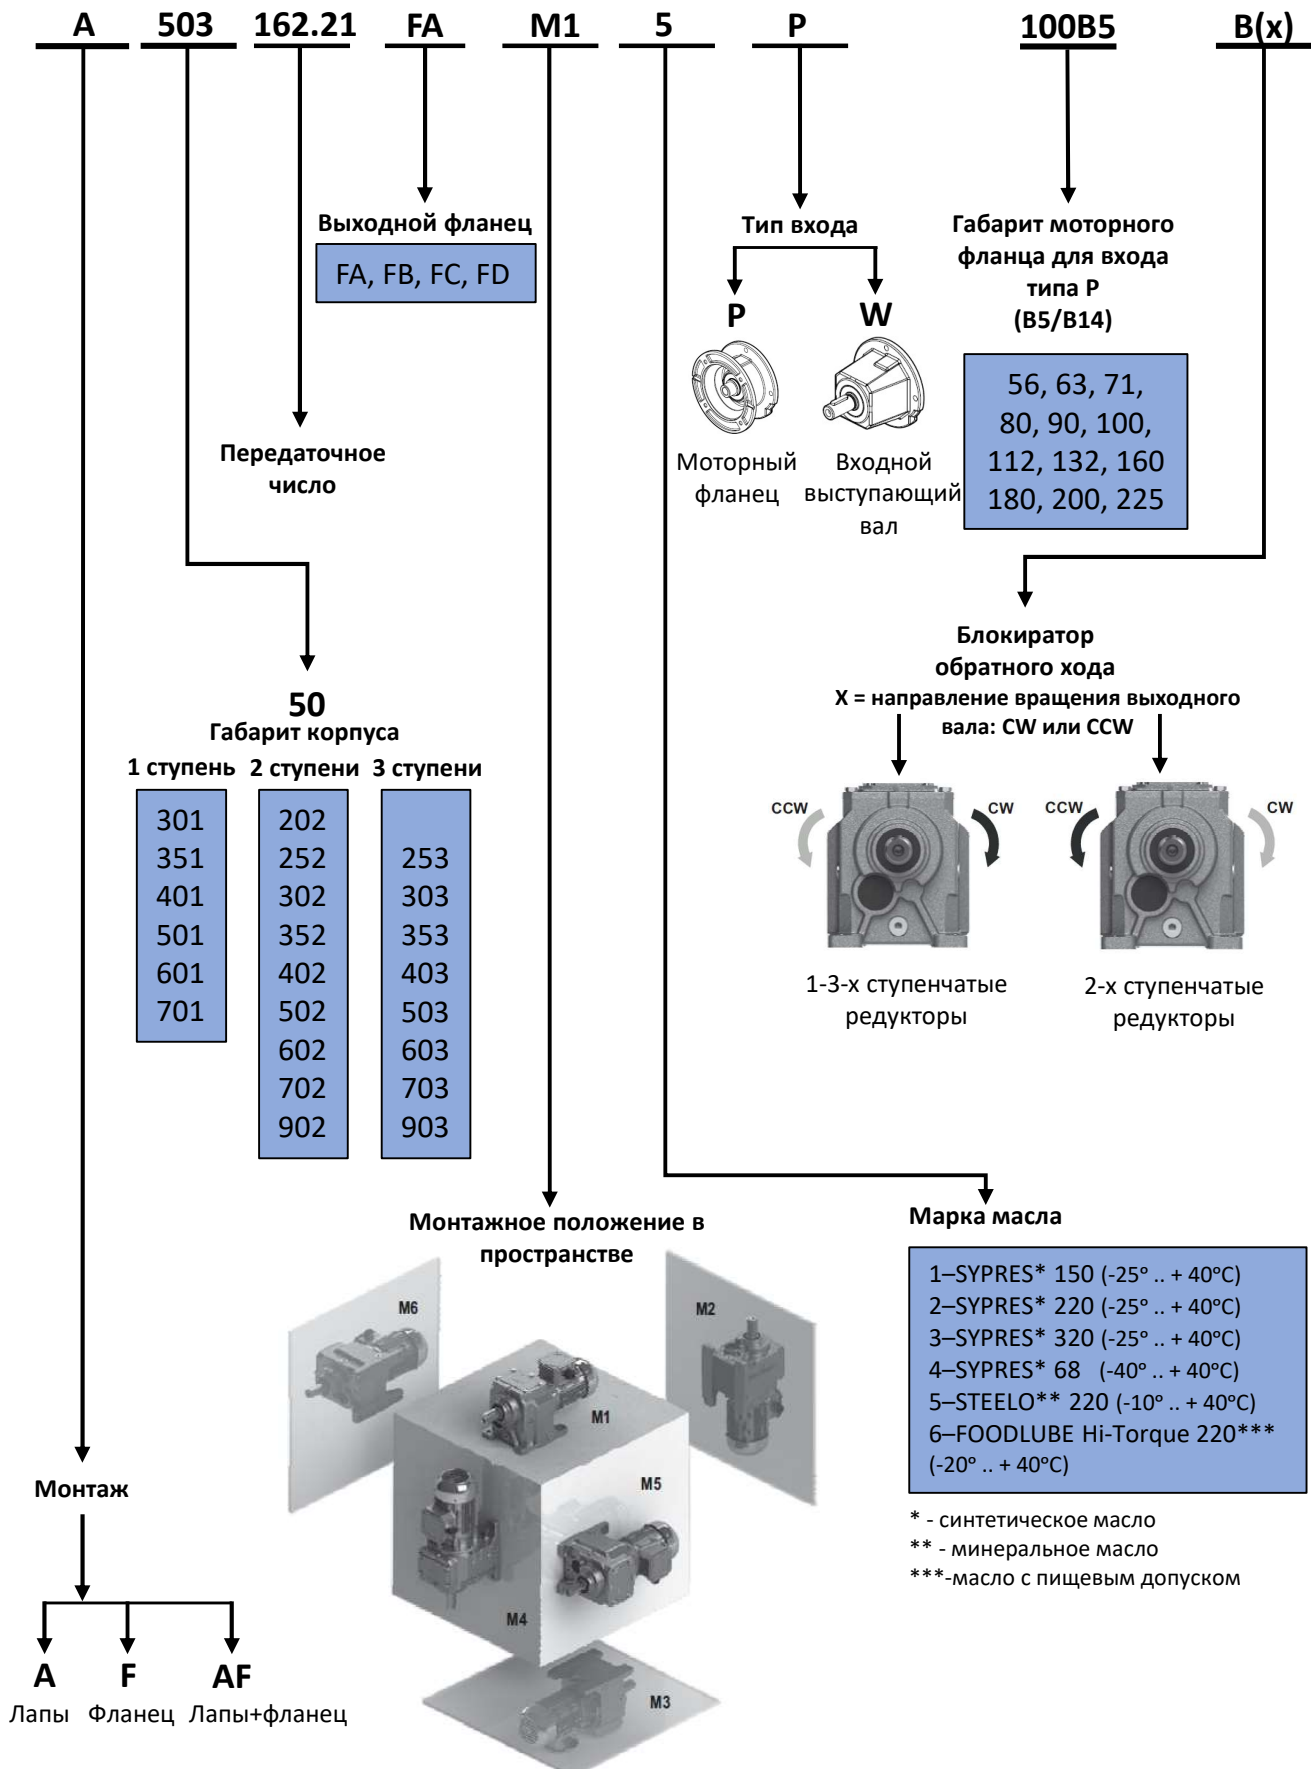 A 503 162.21 FA M1 5 P 100B5 B(x)
Выходной фланец
FA, FB, FC, FD
Тип входа
P W
Моторный
фланец
Входной
выступающий
вал
Габарит моторного
фланца для входа
типа P
(B5/B14)
56, 63, 71,
80, 90, 100,
112, 132, 160
180, 200, 225
Передаточное
число
Блокиратор
обратного хода
X = направление вращения выходного
вала: CW или CCW
CCW CW CCW CW
1-3-х ступенчатые
редукторы
2-х ступенчатые
редукторы
50
Габарит корпуса
1 ступень 2 ступени 3 ступени
301
351
401
501
601
701
202
252
302
352
402
502
602
702
902
253
303
353
403
503
603
703
903
Монтажное положение в
пространстве
M6
M2
M1
M5
M4
M3
Марка масла
1–SYPRES* 150 (-25° .. + 40°C)
2–SYPRES* 220 (-25° .. + 40°C)
3–SYPRES* 320 (-25° .. + 40°C)
4–SYPRES* 68 (-40° .. + 40°C)
5–STEELO** 220 (-10° .. + 40°C)
6–FOODLUBE Hi-Torque 220***
(-20° .. + 40°C)
* - синтетическое масло
** - минеральное масло
***-масло с пищевым допуском
Монтаж
A F AF
Лапы Фланец Лапы+фланец